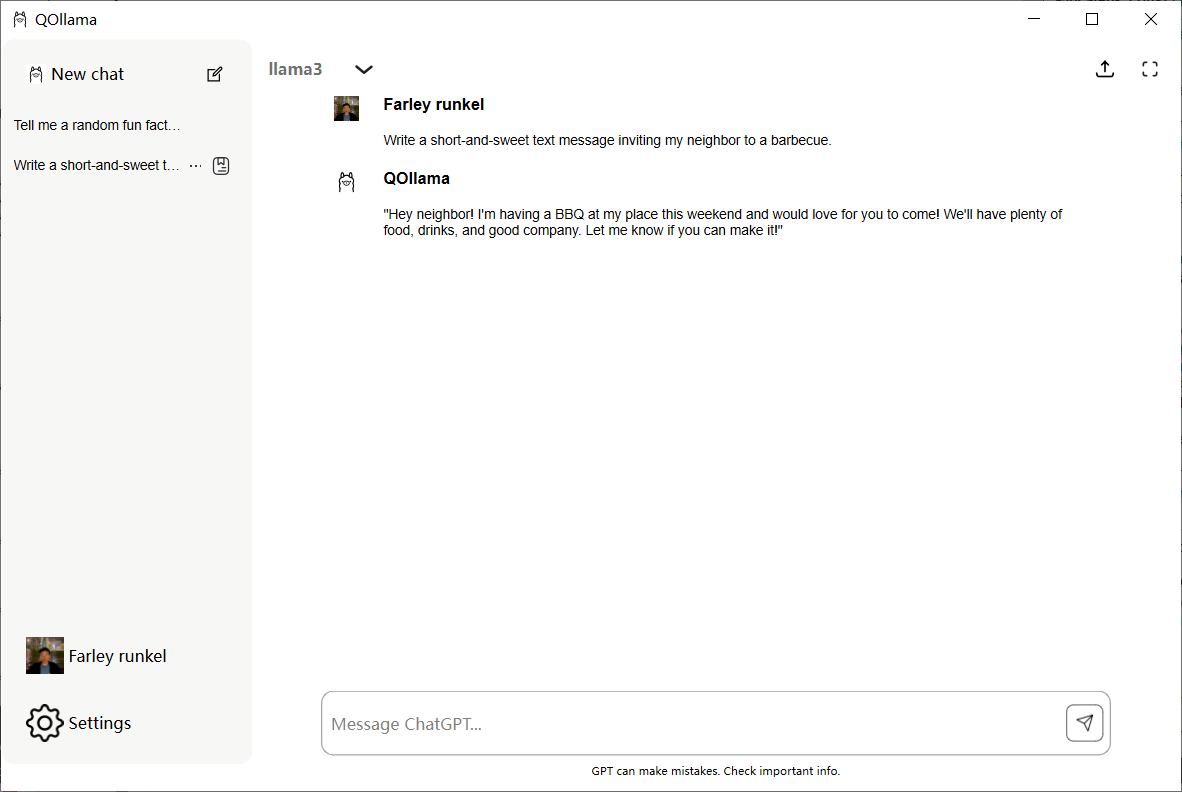 QOllama
New chat
Tell me a random fun fact...
Write a short-and-sweet t... ...
Farley runkel
Settings
llama3
Farley runkel
Write a short-and-sweet text message inviting my neighbor to a barbecue.
QOllama
"Hey neighbor! I'm having a BBQ at my place this weekend and would love for you to come! We'll have plenty of
food, drinks, and good company. Let me know if you can make it!"
Message ChatGPT...
GPT can make mistakes. Check important info.